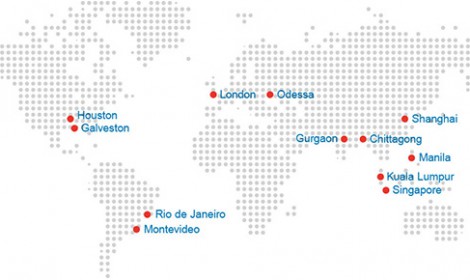 London
Odessa
Houston
Galveston
Shanghai
Gurgaon
Chittagong
Manila
Kuala Lumpur
Singapore
Rio de Janeiro
Montevideo